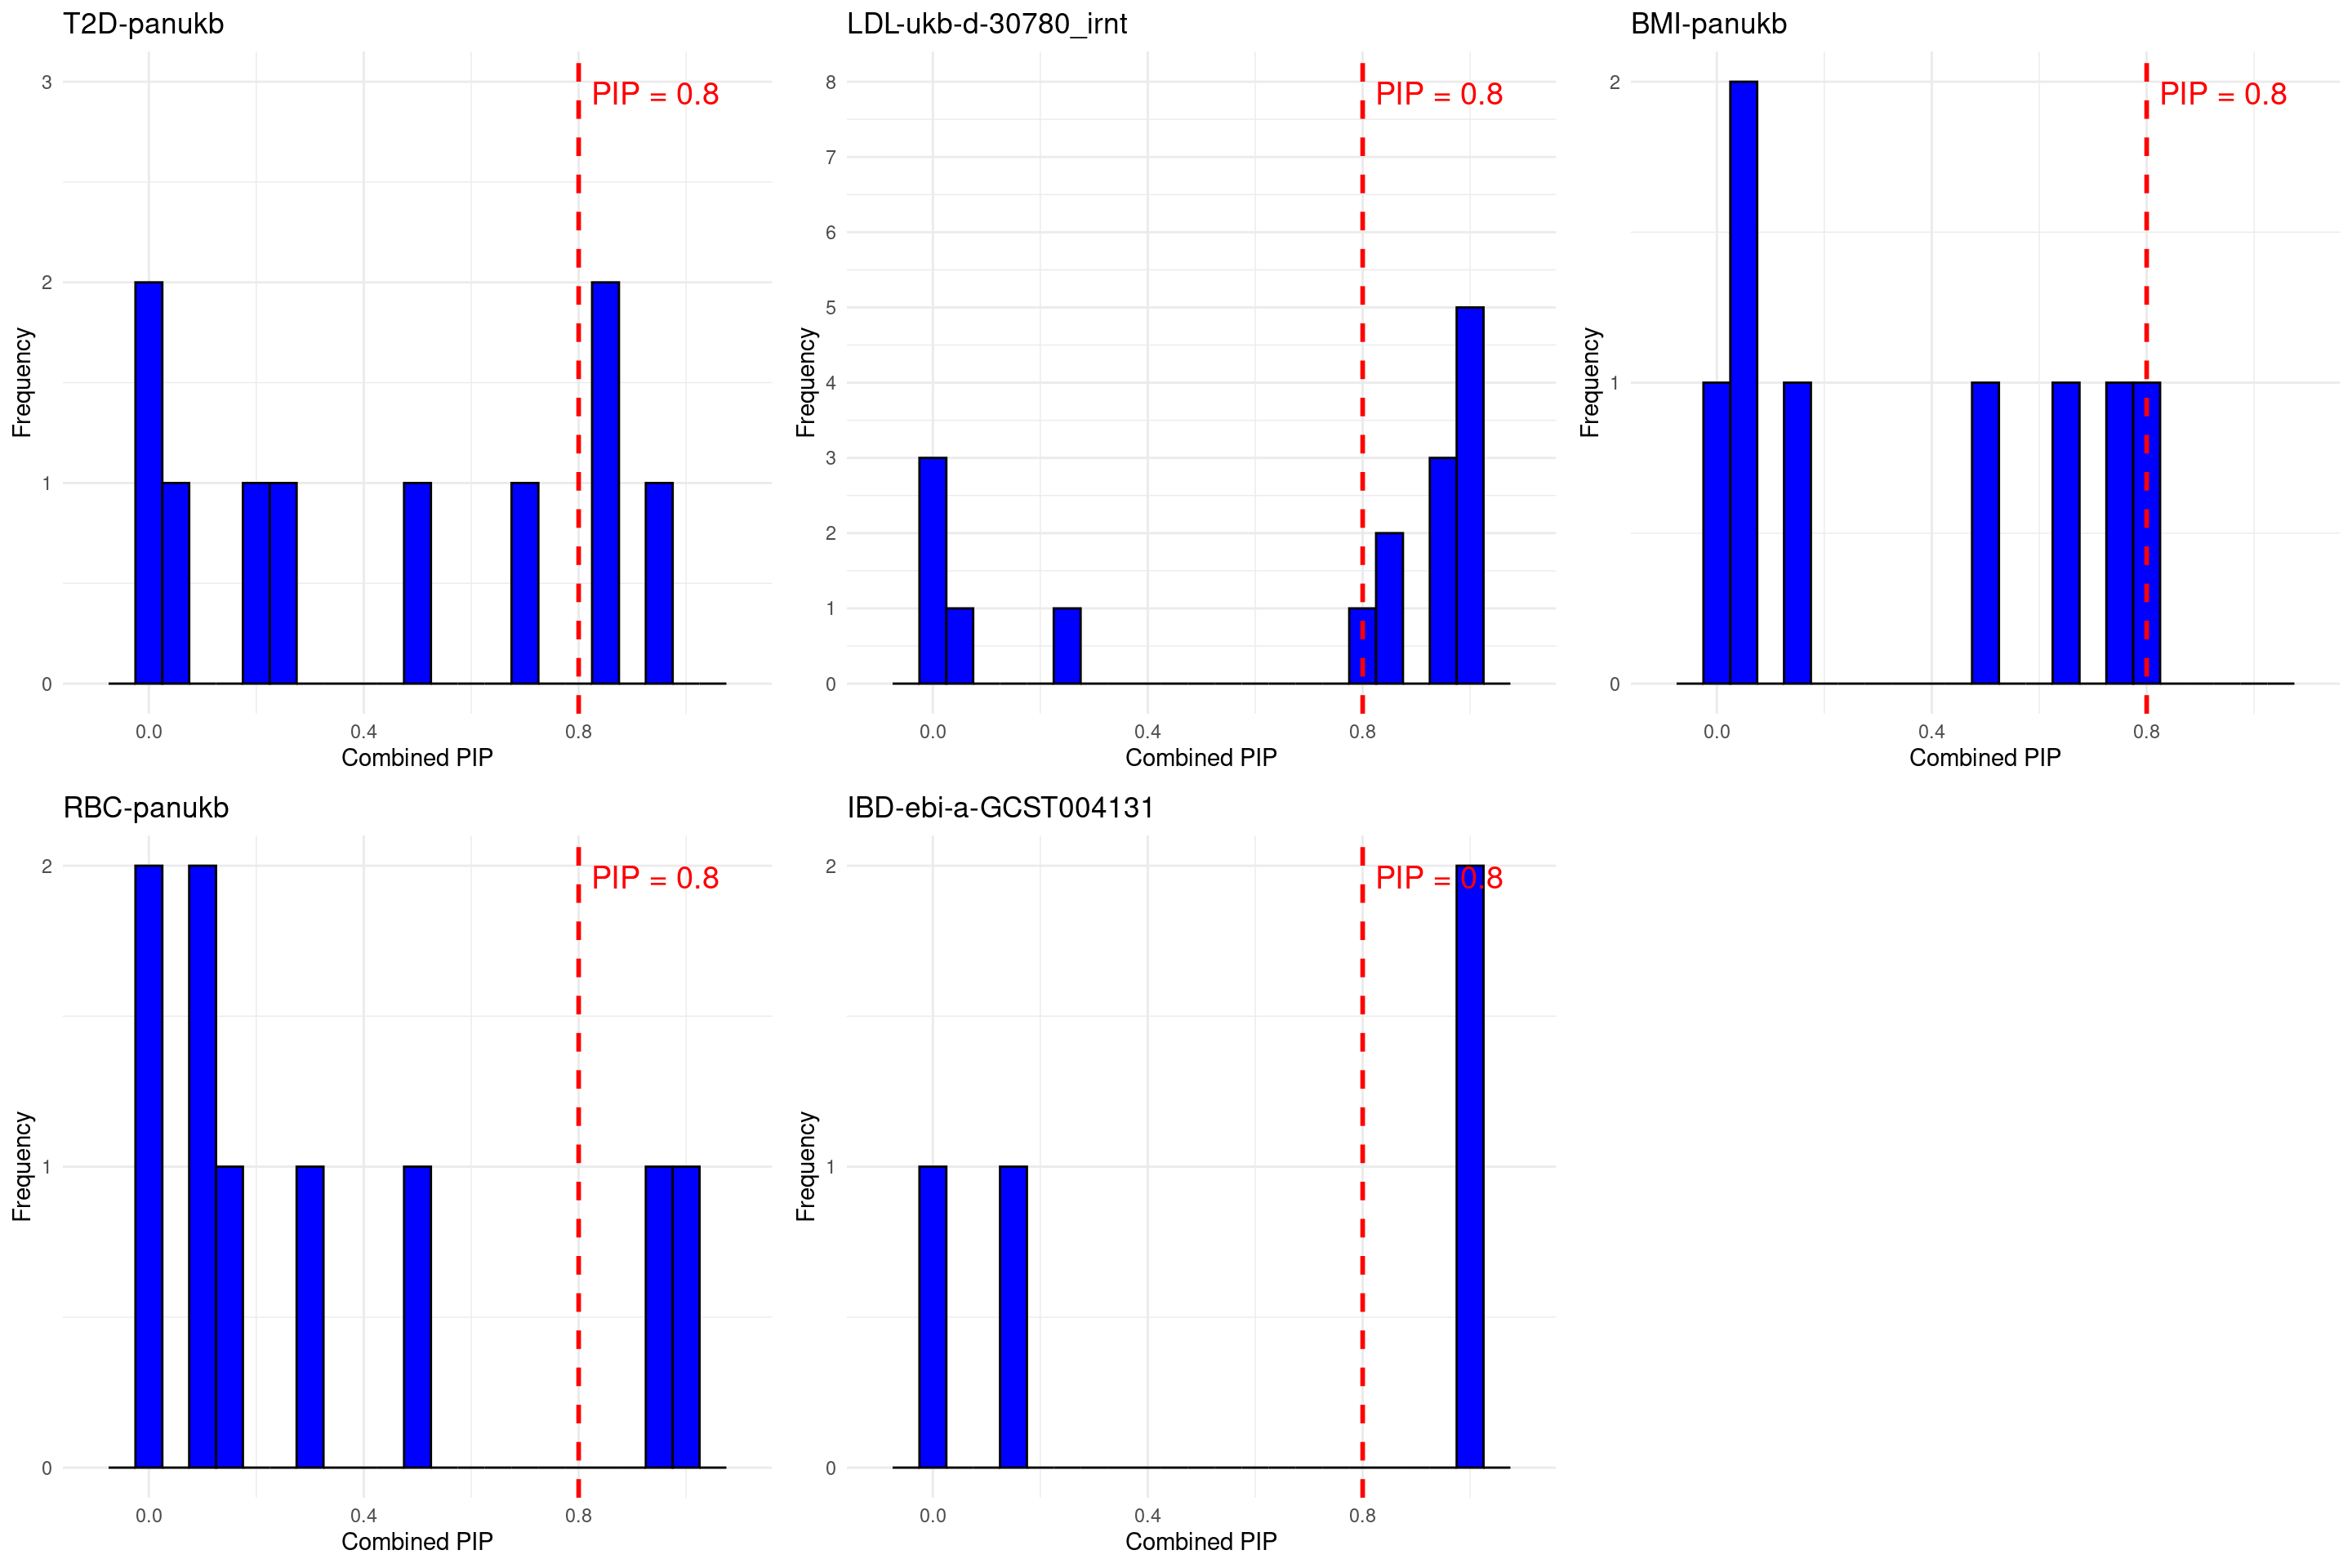 T2D-panukb
3
2
1
0
Frequency
PIP = 0.8
0.0 0.4 0.8
Combined PIP
LDL-ukb-d-30780_irnt
8
7
6
5
4
3
2
1
0
Frequency
PIP = 0.8
0.0 0.4 0.8
Combined PIP
BMI-panukb
2
1
0
Frequency
PIP = 0.8
0.0 0.4 0.8
Combined PIP
RBC-panukb
2
1
0
Frequency
PIP = 0.8
0.0 0.4 0.8
Combined PIP
IBD-ebi-a-GCST004131
2
1
0
Frequency
PIP = 0.8
0.0 0.4 0.8
Combined PIP